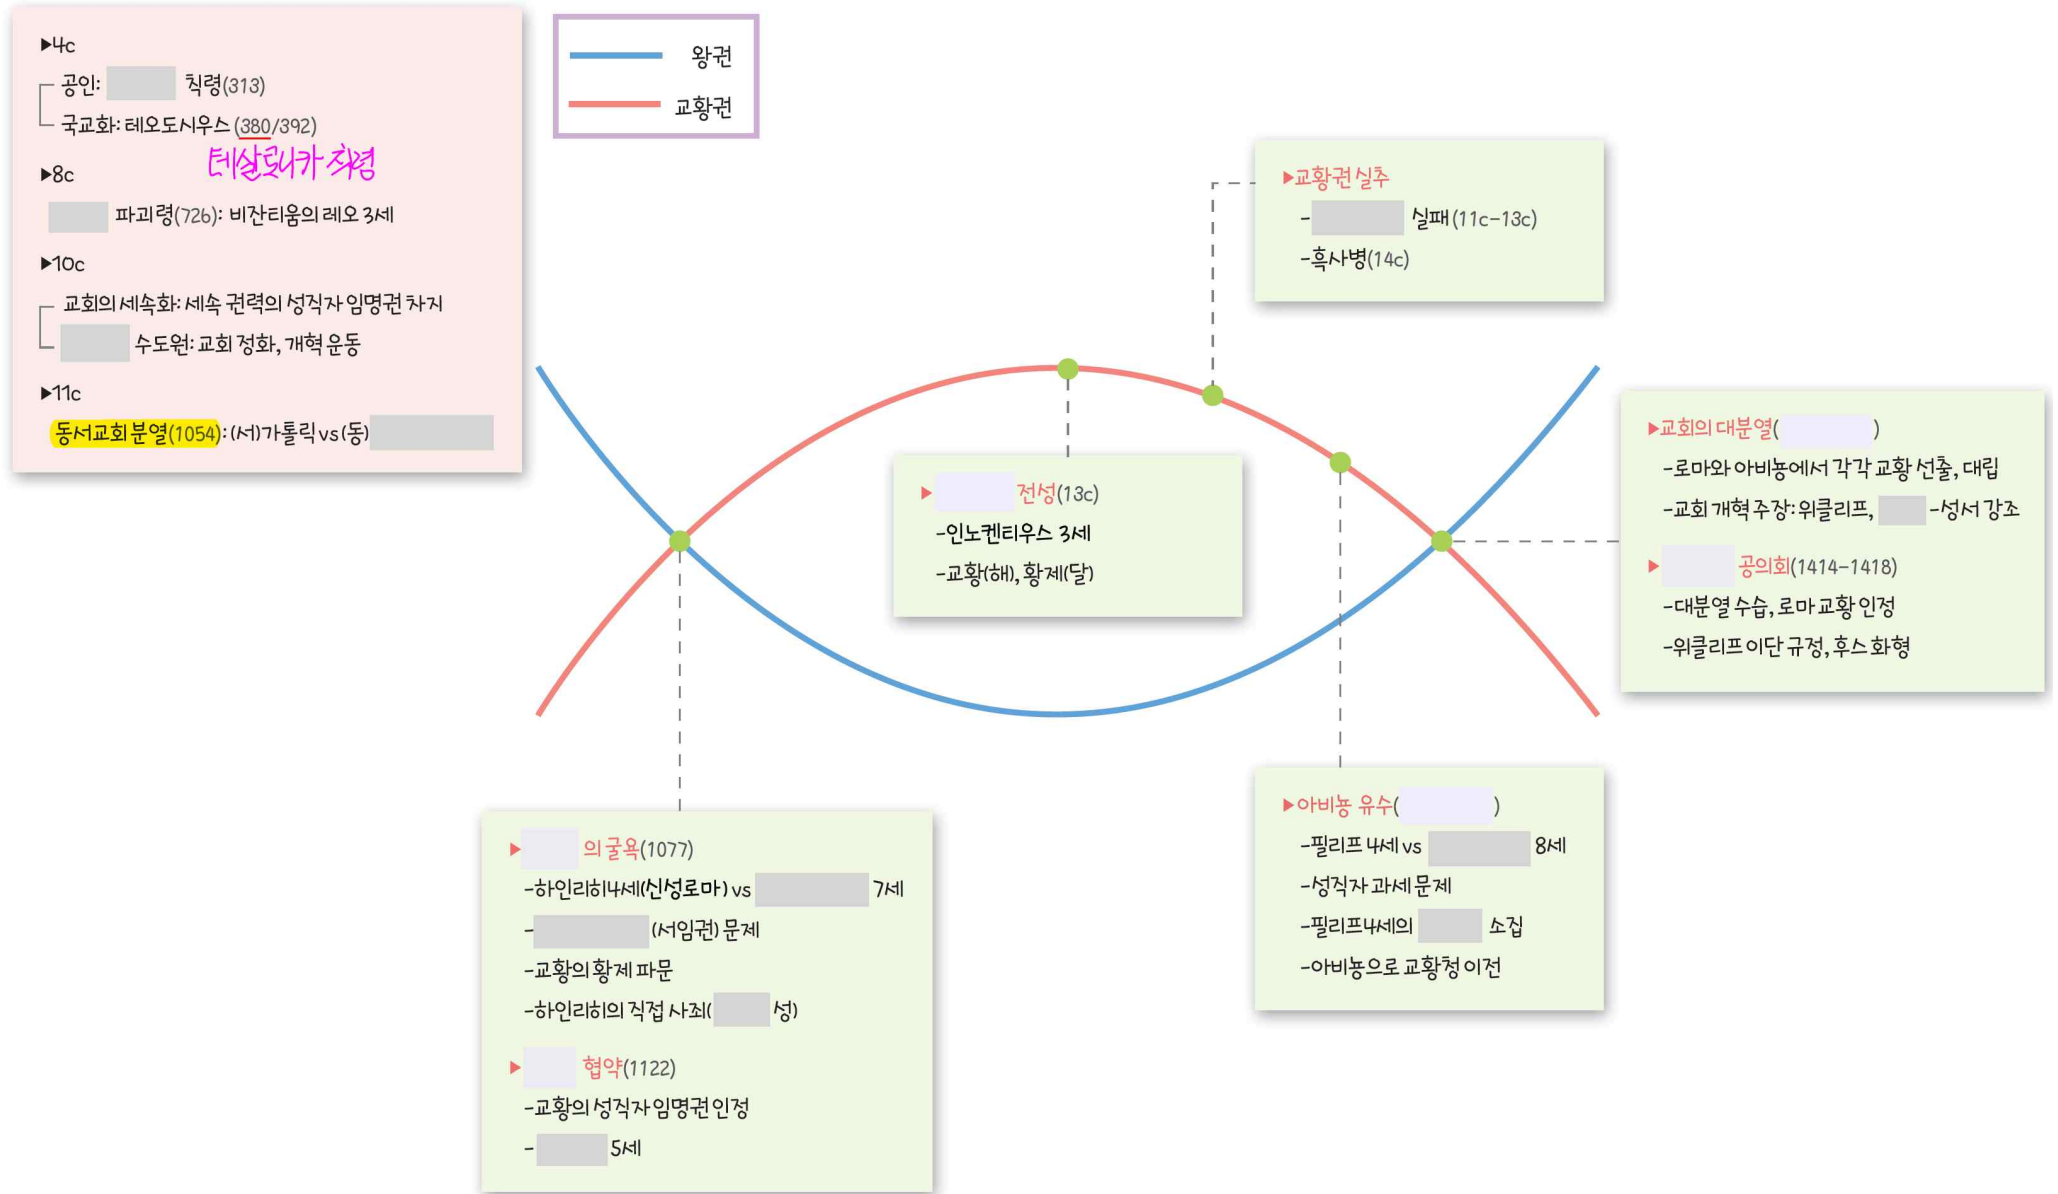 ▶4c
공인: 칙령(313)
국교화: 테오도시우스 (380/392)
테살로니카 칙령
▶8c
파괴령(726): 비잔티움의 레오 3세
▶10c
교회의 세속화: 세속 권력의 성직자 임명권 차지
수도원: 교회 정화, 개혁 운동
▶11c
동서교회 분열(1054): (서)가톨릭 vs (동)
왕권
교황권
▶교황권 실추
- 실패 (11c-13c)
-흑사병(14c)
▶ 전성(13c)
-인노켄티우스 3세
-교황(해), 황제(달)
▶교회의 대분열( )
-로마와 아비뇽에서 각각 교황 선출, 대립
-교회 개혁 주장: 위클리프, -성서 강조
▶ 공의회(1414-1418)
-대분열 수습, 로마 교황 인정
-위클리프 이단 규정, 후스 화형
▶ 의 굴욕(1077)
-하인리히4세(신성로마) vs 7세
- (서임권) 문제
-교황의 황제 파문
-하인리히의 직접 사죄( 성)
▶ 협약(1122)
-교황의 성직자 임명권 인정
- 5세
▶아비뇽 유수( )
-필리프 4세 vs 8세
-성직자 과세 문제
-필리프4세의 소집
-아비뇽으로 교황청 이전